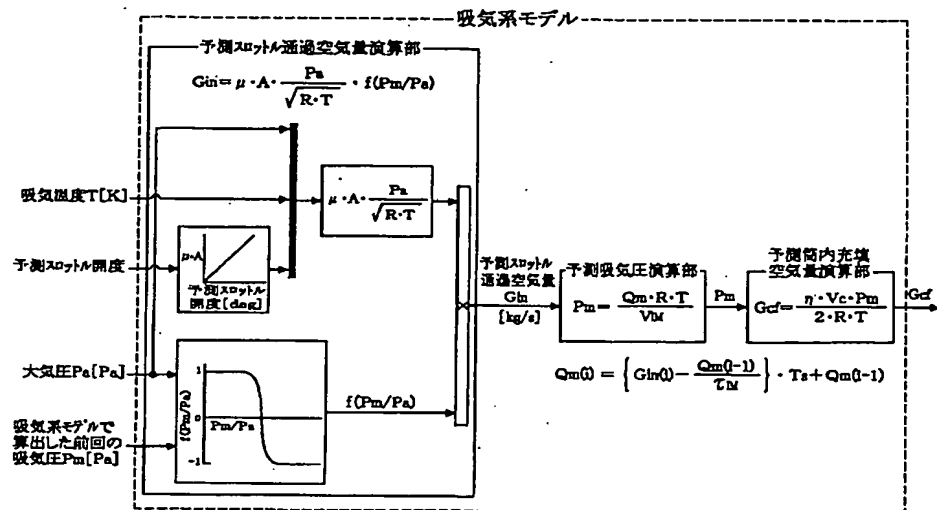 吸気系モデル
予測スロットル通過空気量演算部
Gin=μ・A・Pa/√R・T・f(Pm/Pa)
吸気温度T[K]
μ・A・Pa/√R・T
予測スロットル開度
μ・A
予測スロットル
開度[deg]
大気圧Pa[Pa]
1
0
-1
f(Pm/Pa)
Pm/Pa
f(Pm/Pa)
吸気系モデルで
算出した前回の
吸気圧Pm[Pa]
予測スロットル
通過空気量
Gin
[kg/s]
予測吸気圧演算部
Pm=Qm・R・T/VIM
Pm
予測筒内充填
空気量演算部
Gcf=η・Vc・Pm/2・R・T
Gcf
Qm(i)={Gin(i)-Qm(i-1)/τIM}・Ts+Qm(i-1)